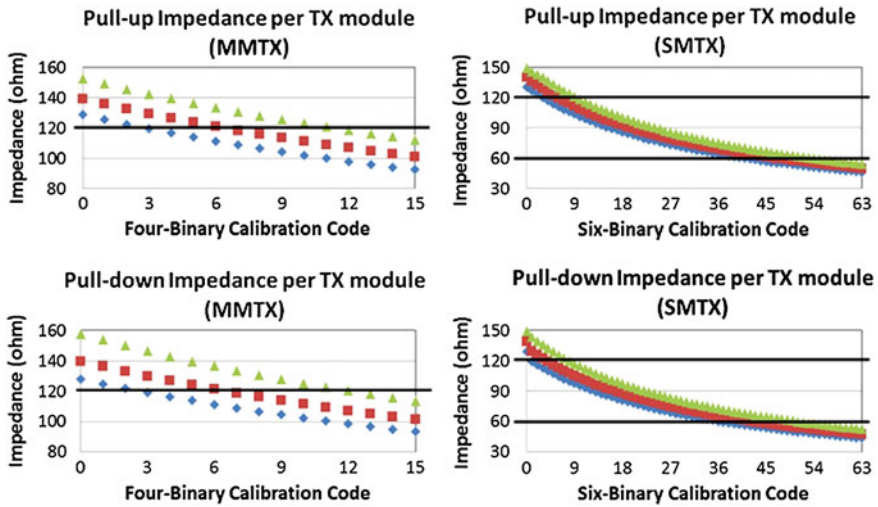 Pull-up Impedance per TX module
(MMTX)
Impedance (ohm)
160
140
120
100
80
0 3 6 9 12 15
Four-Binary Calibration Code
Pull-up Impedance per TX module
(SMTX)
Impedance (ohm)
150
120
90
60
30
0 9 18 27 36 45 54 63
Six-Binary Calibration Code
Pull-down Impedance per TX module
(MMTX)
Impedance (ohm)
160
140
120
100
80
0 3 6 9 12 15
Four-Binary Calibration Code
Pull-down Impedance per TX module
(SMTX)
Impedance (ohm)
150
120
90
60
30
0 9 18 27 36 45 54 63
Six-Binary Calibration Code